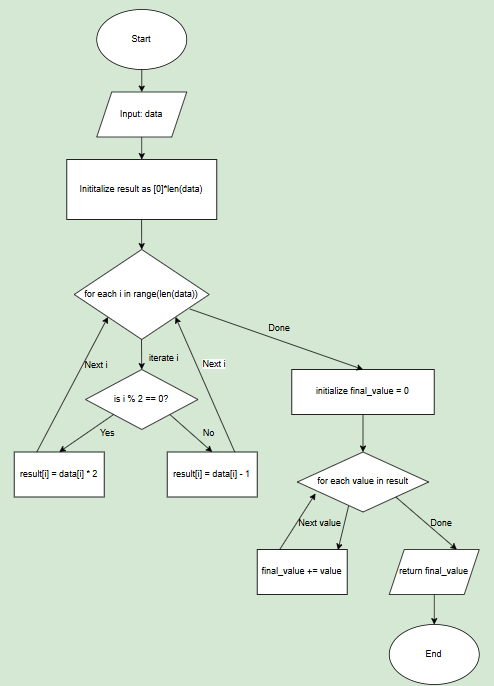 Start
Input: data
Inititalize result as [0]*len(data)
for each i in range(len(data))
Done
iterate i
Next i
Next i
is i % 2 == 0?
initialize final_value = 0
Yes
No
result[i] = data[i] * 2
result[i] = data[i] - 1
for each value in result
Next value
Done
final_value += value
return final_value
End